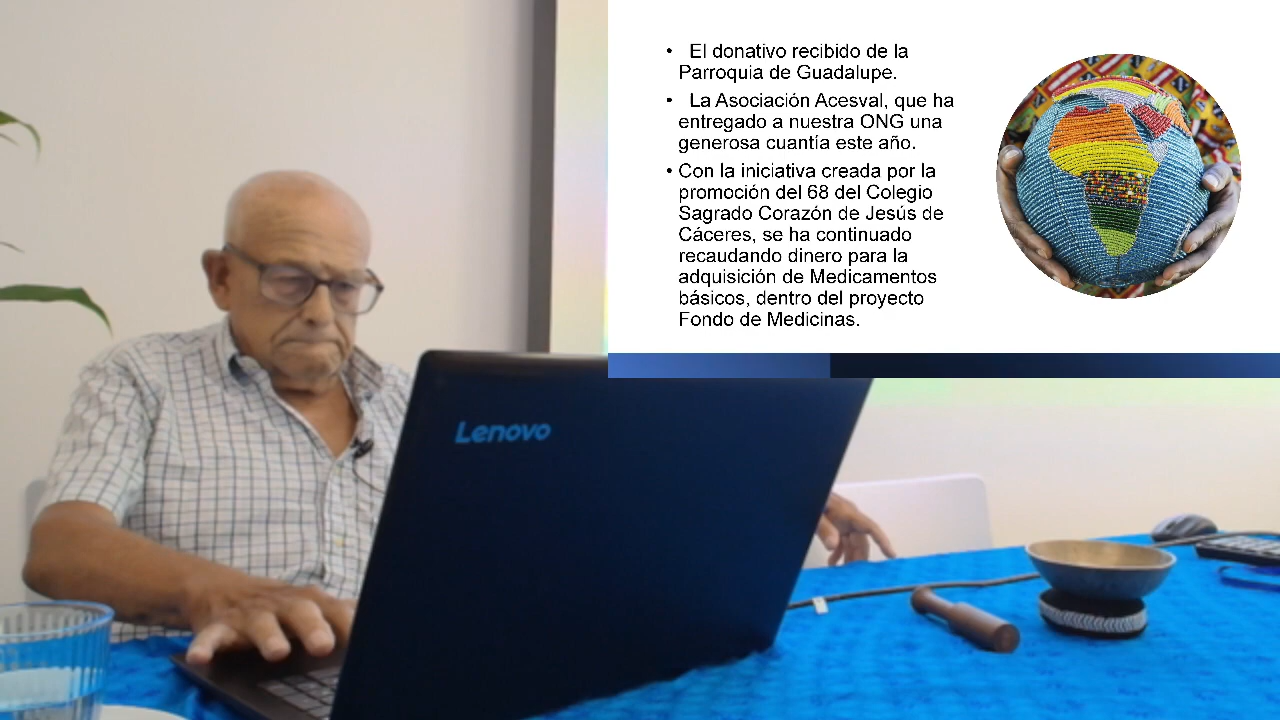 • El donativo recibido de la
Parroquia de Guadalupe.
• La Asociación Acesval, que ha
entregado a nuestra ONG una
generosa cuantía este año.
• Con la iniciativa creada por la
promoción del 68 del Colegio
Sagrado Corazón de Jesús de
Cáceres, se ha continuado
recaudando dinero para la
adquisición de Medicamentos
básicos, dentro del proyecto
Fondo de Medicinas.
Lenovo